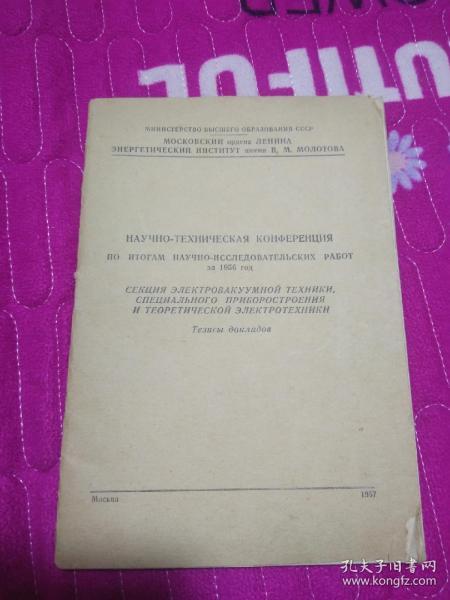 POWER
UTIFUL
МИНИСТЕРСТВО ВЫСШЕГО ОБРАЗОВАНИЯ СССР
МОСКОВСКИЙ ордена ЛЕНИНА
ЭНЕРГЕТИЧЕСКИЙ ИНСТИТУТ имени В. М. МОЛОТОВА
НАУЧНО-ТЕХНИЧЕСКАЯ КОНФЕРЕНЦИЯ
ПО ИТОГАМ НАУЧНО-ИССЛЕДОВАТЕЛЬСКИХ РАБОТ
за 1956 год
СЕКЦИЯ ЭЛЕКТРОВАКУУМНОЙ ТЕХНИКИ,
СПЕЦИАЛЬНОГО ПРИБОРОСТРОЕНИЯ
И ТЕОРЕТИЧЕСКОЙ ЭЛЕКТРОТЕХНИКИ
Тезисы докладов
Москва 1957
孔夫子旧书网
www.kongfz.com